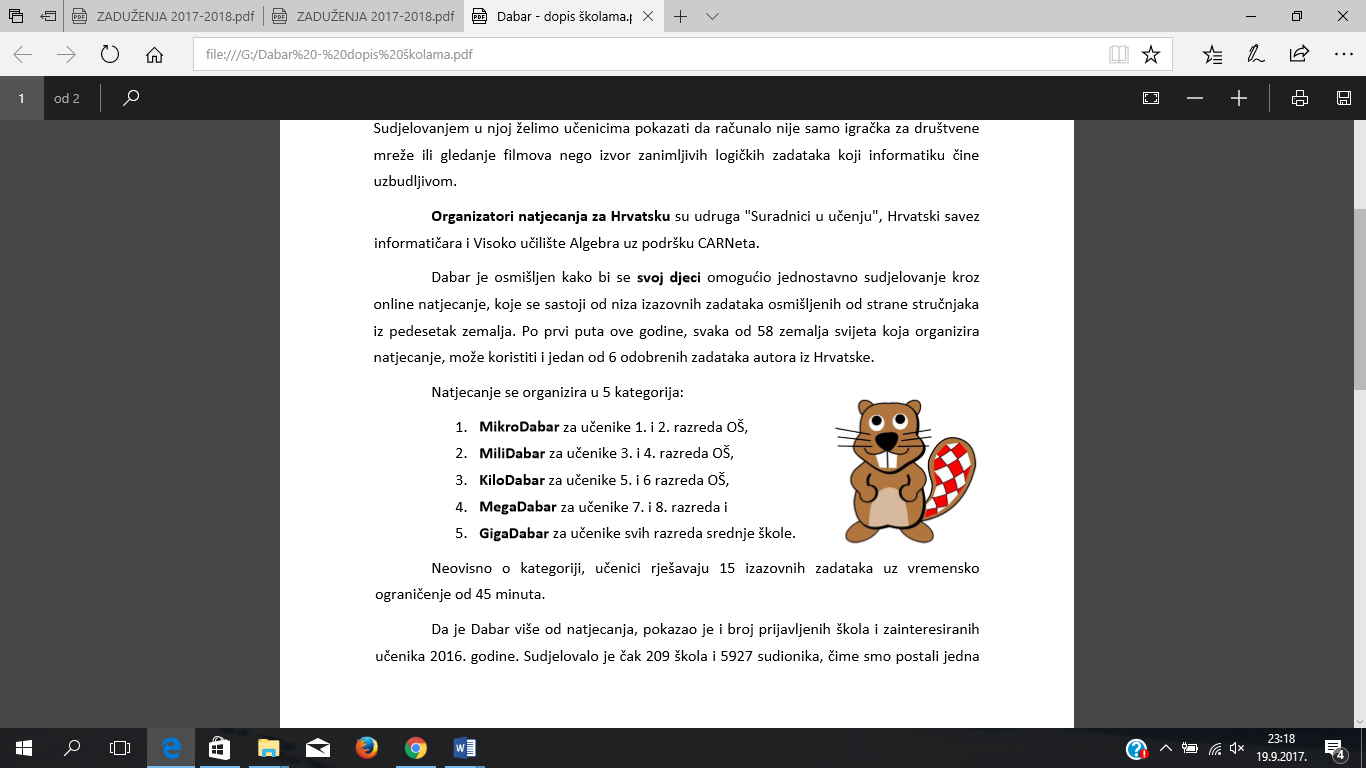 ZADUŽENJA 2017-2018.pdf
ZADUŽENJA 2017-2018.pdf
Dabar - dopis školama.p
file:///G:/Dabar%20-%20dopis%20školama.pdf
1 od 2
Sudjelovanjem u njoj želimo učenicima pokazati da računalo nije samo igračka za društvene
mreže ili gledanje filmova nego izvor zanimljivih logičkih zadataka koji informatiku čine
uzbudljivom.
Organizatori natjecanja za Hrvatsku su udruga "Suradnici u učenju", Hrvatski savez
informatičara i Visoko učilište Algebra uz podršku CARNeta.
Dabar je osmišljen kako bi se svoj djeci omogućio jednostavno sudjelovanje kroz
online natjecanje, koje se sastoji od niza izazovnih zadataka osmišljenih od strane stručnjaka
iz pedesetak zemalja. Po prvi puta ove godine, svaka od 58 zemalja svijeta koja organizira
natjecanje, može koristiti i jedan od 6 odobrenih zadataka autora iz Hrvatske.
Natjecanje se organizira u 5 kategorija:
1. MikroDabar za učenike 1. i 2. razreda OŠ,
2. MiliDabar za učenike 3. i 4. razreda OŠ,
3. KiloDabar za učenike 5. i 6 razreda OŠ,
4. MegaDabar za učenike 7. i 8. razreda i
5. GigaDabar za učenike svih razreda srednje škole.
Neovisno o kategoriji, učenici rješavaju 15 izazovnih zadataka uz vremensko
ograničenje od 45 minuta.
Da je Dabar više od natjecanja, pokazao je i broj prijavljenih škola i zainteresiranih
učenika 2016. godine. Sudjelovalo je čak 209 škola i 5927 sudionika, čime smo postali jedna
23:18
19.9.2017.
4